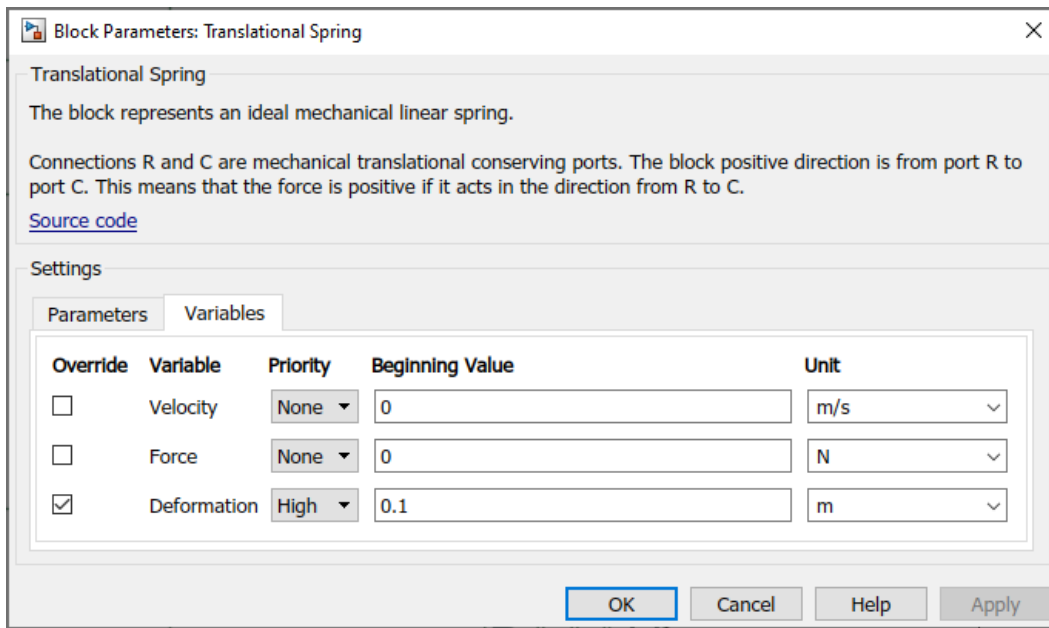 Block Parameters: Translational Spring
Translational Spring
The block represents an ideal mechanical linear spring.
Connections R and C are mechanical translational conserving ports. The block positive direction is from port R to
port C. This means that the force is positive if it acts in the direction from R to C.
Source code
Settings
Parameters Variables
Override Variable Priority Beginning Value Unit
Velocity None 0 m/s
Force None 0 N
Deformation High 0.1 m
OK Cancel Help Apply